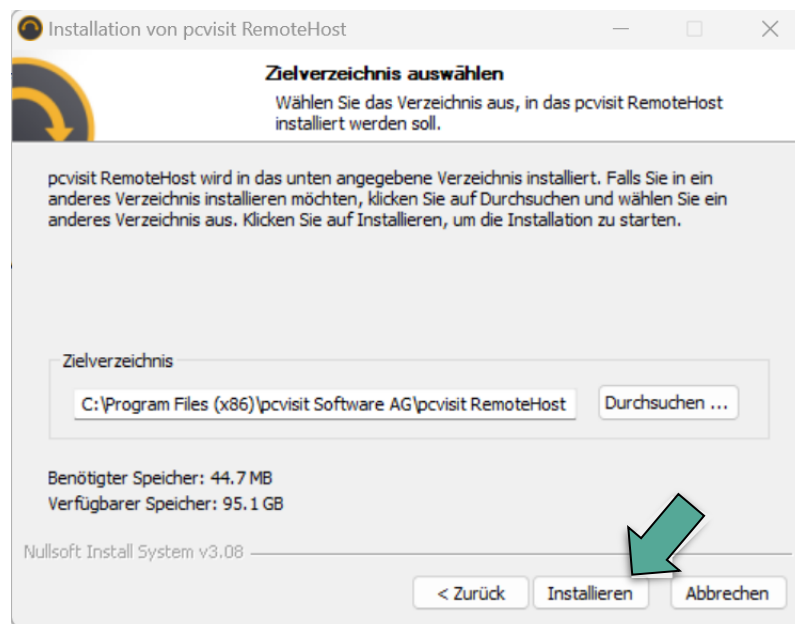 Installation von pcvisit RemoteHost
Zielverzeichnis auswählen
Wählen Sie das Verzeichnis aus, in das pcvisit RemoteHost
installiert werden soll.
pcvisit RemoteHost wird in das unten angegebene Verzeichnis installiert. Falls Sie in ein
anderes Verzeichnis installieren möchten, klicken Sie auf Durchsuchen und wählen Sie ein
anderes Verzeichnis aus. Klicken Sie auf Installieren, um die Installation zu starten.
Zielverzeichnis
C:\Program Files (x86)\pcvisit Software AG\pcvisit RemoteHost
Durchsuchen ...
Benötigter Speicher: 44.7 MB
Verfügbarer Speicher: 95.1 GB
Nullsoft Install System v3.08
< Zurück
Installieren
Abbrechen